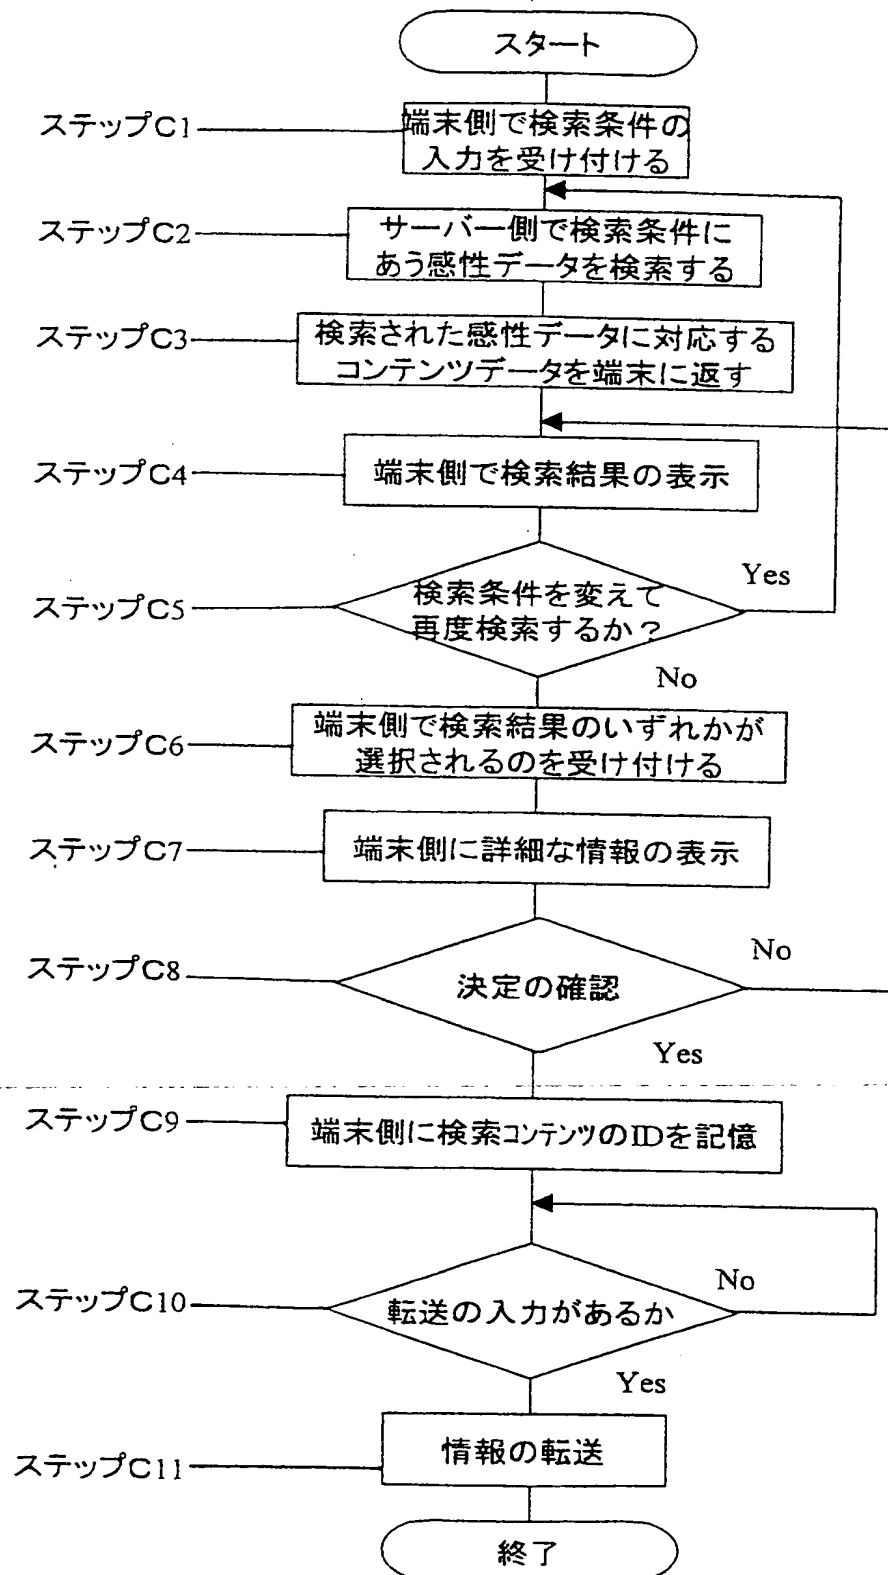 スタート
ステップC1
端末側で検索条件の
入力を受け付ける
ステップC2
サーバー側で検索条件に
あう感性データを検索する
ステップC3
検索された感性データに対応する
コンテンツデータを端末に返す
ステップC4
端末側で検索結果の表示
ステップC5
検索条件を変えて
再度検索するか?
Yes
No
ステップC6
端末側で検索結果のいずれかが
選択されるのを受け付ける
ステップC7
端末側に詳細な情報の表示
ステップC8
決定の確認
No
Yes
ステップC9
端末側に検索コンテンツのIDを記憶
ステップC10
転送の入力があるか
No
Yes
ステップC11
情報の転送
終了